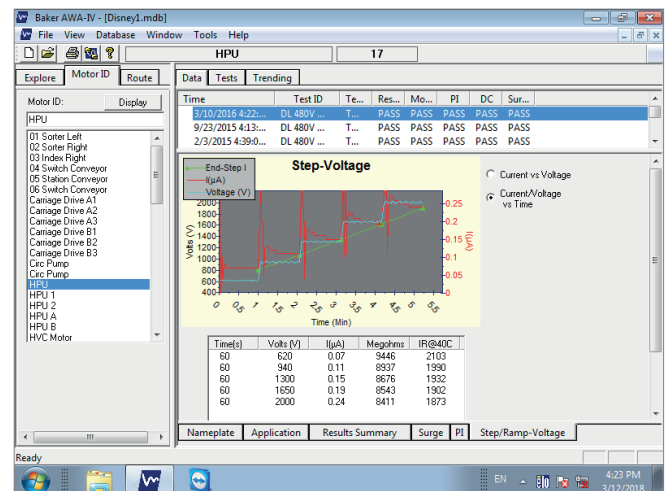 Baker AWA-IV - [Disney1.mdb]
File View Database Window Tools Help
HPU 17
Explore Motor ID Route
Data Tests Trending
Motor ID: Display
HPU
01 Sorter Left
02 Sorter Right
03 Index Right
04 Switch Conveyor
05 Station Conveyor
06 Switch Conveyor
Carriage Drive A1
Carriage Drive A2
Carriage Drive A3
Carriage Drive B1
Carriage Drive B2
Carriage Drive B3
Circ Pump
Circ Pump
HPU
HPU 1
HPU 2
HPU A
HPU B
HVC Motor
Time Test ID Te... Res... Mo... PI DC Sur...
3/10/2016 4:22:... DL 480V ... T... PASS PASS PASS PASS PASS
9/23/2015 4:13:... DL 480V ... T... PASS PASS PASS PASS PASS
2/3/2015 4:39:0... DL 480V ... T... PASS PASS PASS PASS PASS
Step-Voltage
End-Step I
I(µA)
Voltage (V)
Volts (V)
2000
1800
1600
1400
1200
1000
800
600
400
0.25
0.2
0.15
0.1
0.05
0
I(µA)
0 0.5 1 1.5 2 2.5 3 3.5 4 4.5 5 5.5
Time (Min)
Current vs Voltage
Current/Voltage
vs Time
Time(s) Volts (V) I(µA) Megohms IR@40C
60 620 0.07 9446 2103
60 940 0.11 8937 1990
60 1300 0.15 8676 1932
60 1650 0.19 8543 1902
60 2000 0.24 8411 1873
Nameplate Application Results Summary Surge PI Step/Ramp-Voltage
Ready
EN 4:23 PM
3/12/2018